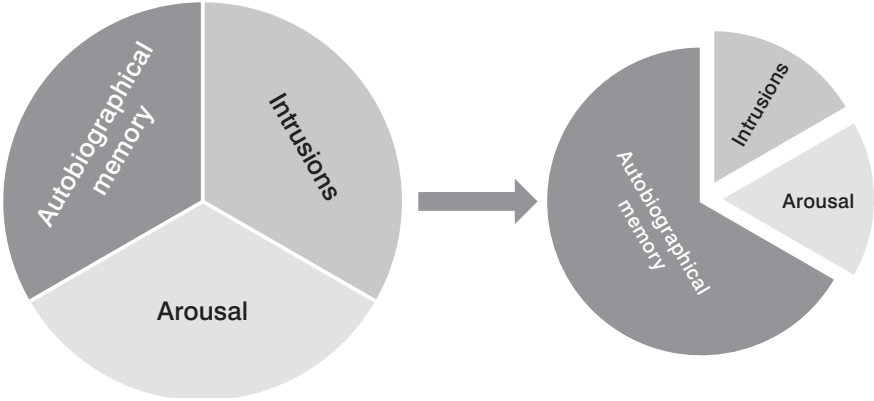 Autobiographical
memory
Intrusions
Arousal
Intrusions
Arousal
Autobiographical
memory